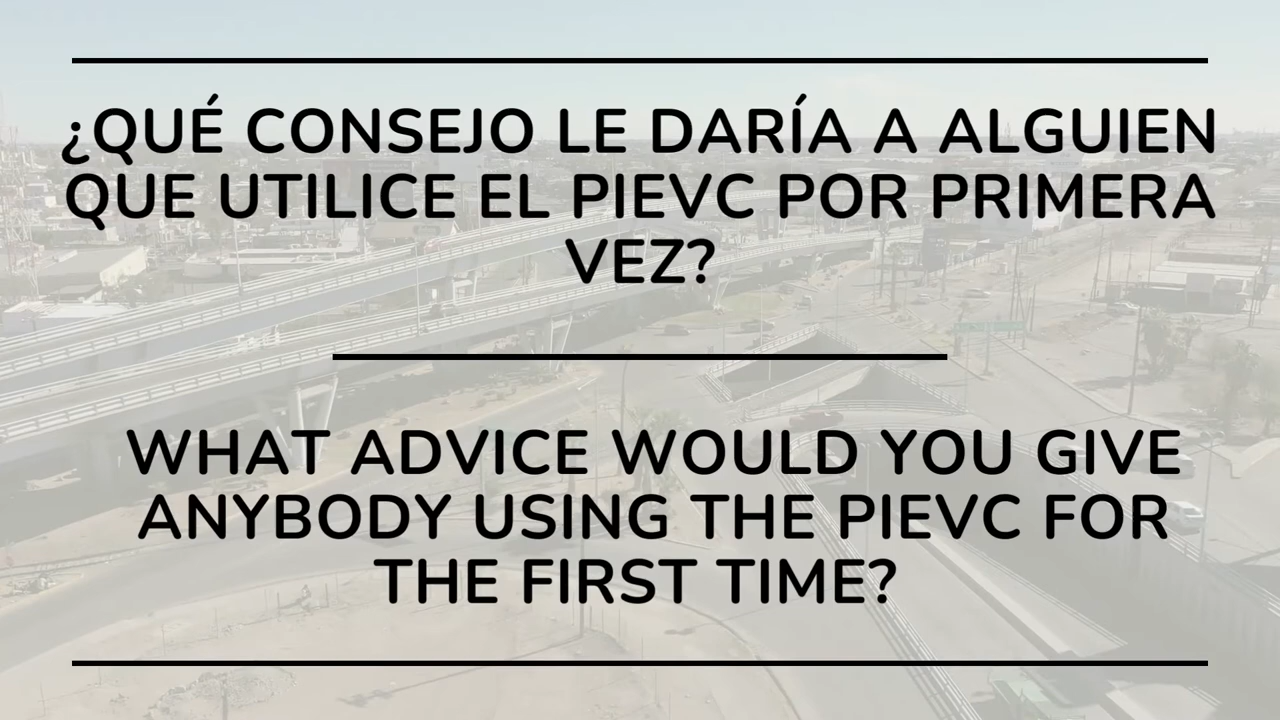 ¿QUÉ CONSEJO LE DARÍA A ALGUIEN
QUE UTILICE EL PIEVC POR PRIMERA
VEZ?
WHAT ADVICE WOULD YOU GIVE
ANYBODY USING THE PIEVC FOR
THE FIRST TIME?